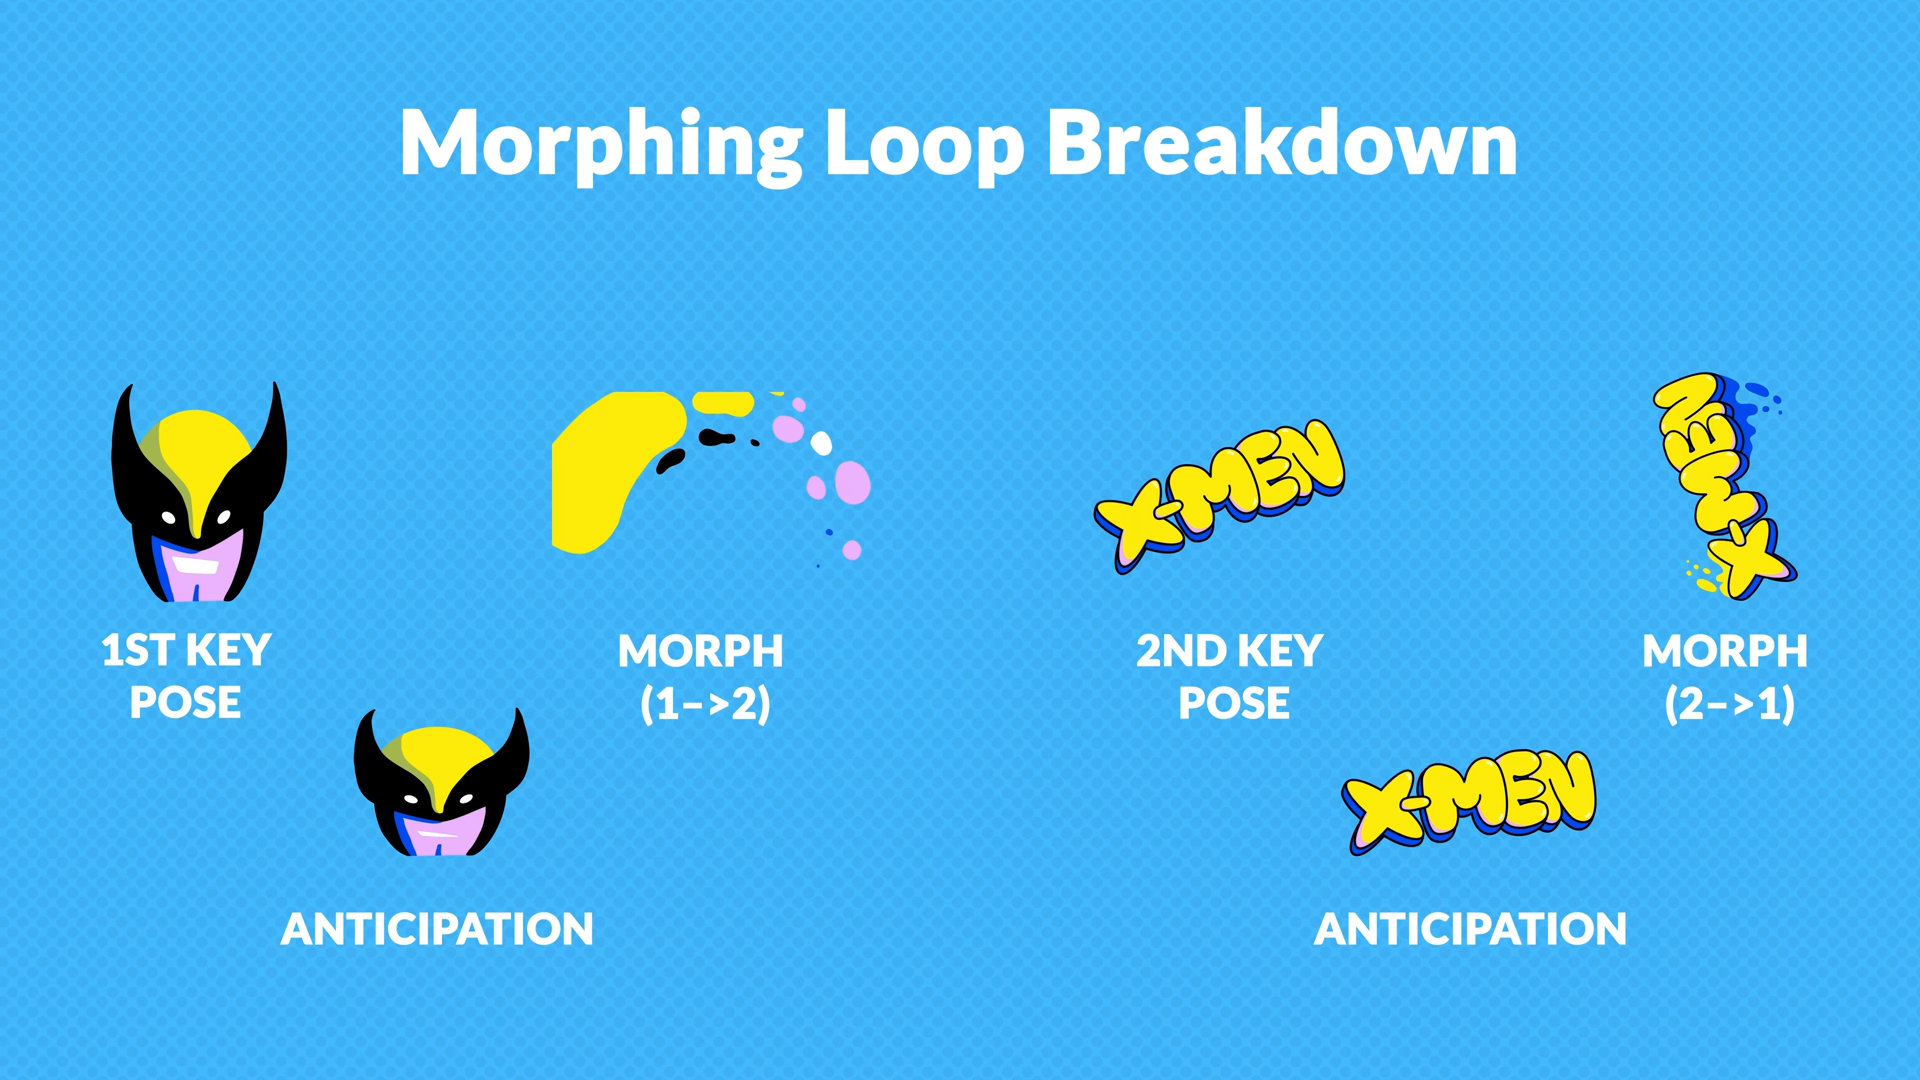 Morphing Loop Breakdown
X-MEN
X-MEN
1ST KEY
POSE
MORPH
(1->2)
2ND KEY
POSE
MORPH
(2->1)
X-MEN
ANTICIPATION
ANTICIPATION